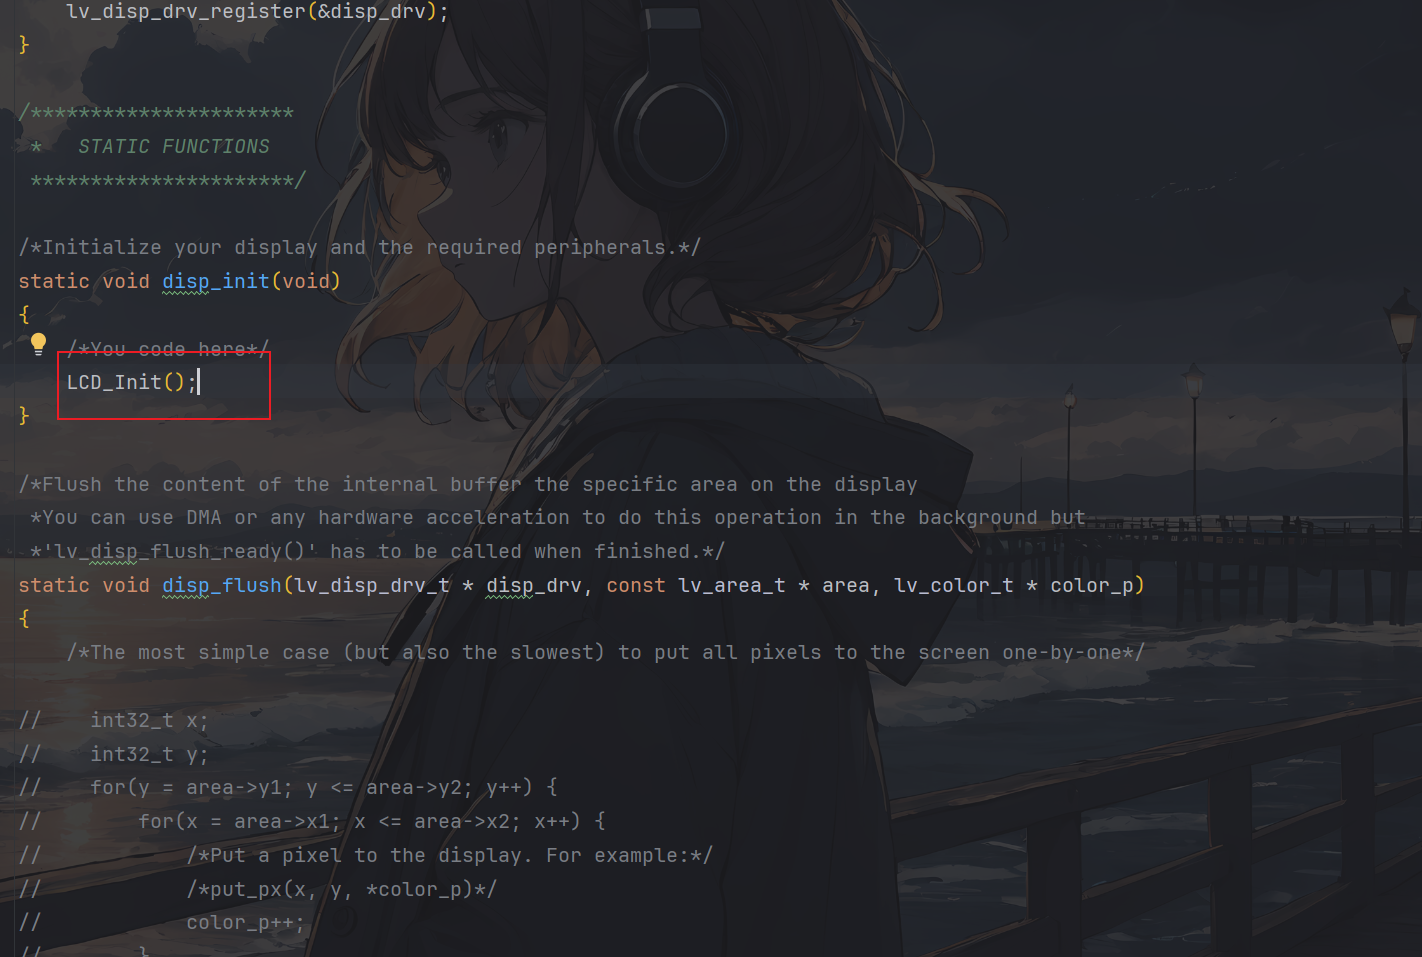 lv_disp_drv_register(&disp_drv);
}
/**********************
*   STATIC FUNCTIONS
**********************/
/*Initialize your display and the required peripherals.*/
static void disp_init(void)
{
/*You code here*/
LCD_Init();
}
/*Flush the content of the internal buffer the specific area on the display
*You can use DMA or any hardware acceleration to do this operation in the background but
*'lv_disp_flush_ready()' has to be called when finished.*/
static void disp_flush(lv_disp_drv_t * disp_drv, const lv_area_t * area, lv_color_t * color_p)
{
/*The most simple case (but also the slowest) to put all pixels to the screen one-by-one*/
//    int32_t x;
//    int32_t y;
//    for(y = area->y1; y <= area->y2; y++) {
//        for(x = area->x1; x <= area->x2; x++) {
//            /*Put a pixel to the display. For example:*/
//            /*put_px(x, y, *color_p)*/
//            color_p++;
//        }